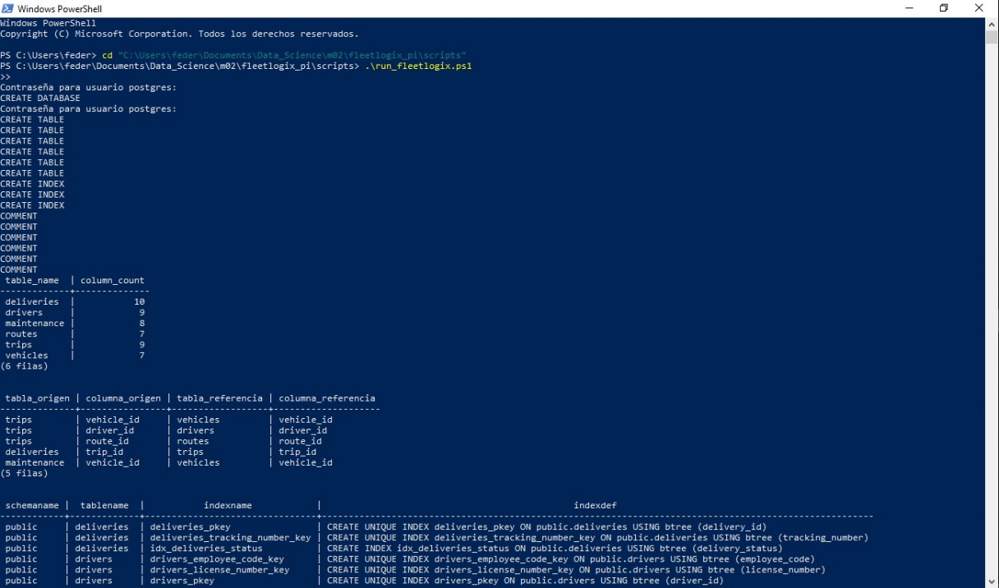 Windows PowerShell
Windows PowerShell
Copyright (C) Microsoft Corporation. Todos los derechos reservados.
PS C:\Users\feder> cd "C:\Users\feder\Documents\Data_Science\m02\fleetlogix_pi\scripts"
PS C:\Users\feder\Documents\Data_Science\m02\fleetlogix_pi\scripts> .\run_fleetlogix.ps1
>>
Contraseña para usuario postgres:
CREATE DATABASE
Contraseña para usuario postgres:
CREATE TABLE
CREATE TABLE
CREATE TABLE
CREATE TABLE
CREATE TABLE
CREATE TABLE
CREATE INDEX
CREATE INDEX
CREATE INDEX
COMMENT
COMMENT
COMMENT
COMMENT
COMMENT
COMMENT
table_name | column_count
-------------+--------------
deliveries | 10
drivers | 9
maintenance | 8
routes | 7
trips | 9
vehicles | 7
(6 filas)
tabla_origen | columna_origen | tabla_referencia | columna_referencia
--------------+----------------+------------------+--------------------
trips | vehicle_id | vehicles | vehicle_id
trips | driver_id | drivers | driver_id
trips | route_id | routes | route_id
deliveries | trip_id | trips | trip_id
maintenance | vehicle_id | vehicles | vehicle_id
(5 filas)
schemaname | tablename | indexname | indexdef
------------+-------------+--------------------------------+-------------------------------------------------------------------------------------------------------
public | deliveries | deliveries_pkey | CREATE UNIQUE INDEX deliveries_pkey ON public.deliveries USING btree (delivery_id)
public | deliveries | deliveries_tracking_number_key | CREATE UNIQUE INDEX deliveries_tracking_number_key ON public.deliveries USING btree (tracking_number)
public | deliveries | idx_deliveries_status | CREATE INDEX idx_deliveries_status ON public.deliveries USING btree (delivery_status)
public | drivers | drivers_employee_code_key | CREATE UNIQUE INDEX drivers_employee_code_key ON public.drivers USING btree (employee_code)
public | drivers | drivers_license_number_key | CREATE UNIQUE INDEX drivers_license_number_key ON public.drivers USING btree (license_number)
public | drivers | drivers_pkey | CREATE UNIQUE INDEX drivers_pkey ON public.drivers USING btree (driver_id)